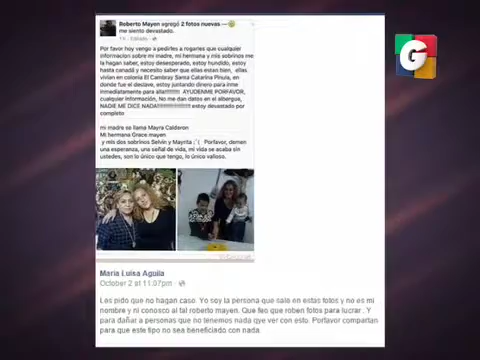 Roberto Mayen agregó 2 fotos nuevas —
me siento devastado.
Por favor hoy vengo a pedirles a rogarles que cualquier
informacion sobre mi madre, mi hermana y mis sobrinos me
la hagan saber, estoy desesperado, estoy hundido, estoy
hasta canadá y necesito saber que ellas estan bien, ellas
vivian en colonia El Cambray Santa Catarina Pinula, en
donde fue el deslave, estoy juntando dinero para irme
inmediatamente para alla!!!!!!!!!! AYUDENME PORFAVOR,
cualquier información, No me dan datos en el albergue,
NADIE ME DICE NADA!!!!!!!!!!! estoy devastado por
completo
mi madre se llama Mayra Calderon
Mi hermana Grace mayen
y mis dos sobrinos Selvin y Mayrita ;'( Porfavor, demen
una esperanza, una señal de vida, mi vida se acaba sin
ustedes, son lo único que tengo, lo único valioso.
G
María Luisa Aguila
October 2 at 11:37pm
Les pido que no hagan caso. Yo soy la persona que sale en estas fotos y no es mi
nombre y ni conosco al tal roberto mayen. Que feo que roben fotos para lucrar . Y
para dañar a personas que no tenemos nada que ver con esto. Porfavor compartan
para que este tipo no sea beneficiado con nada.